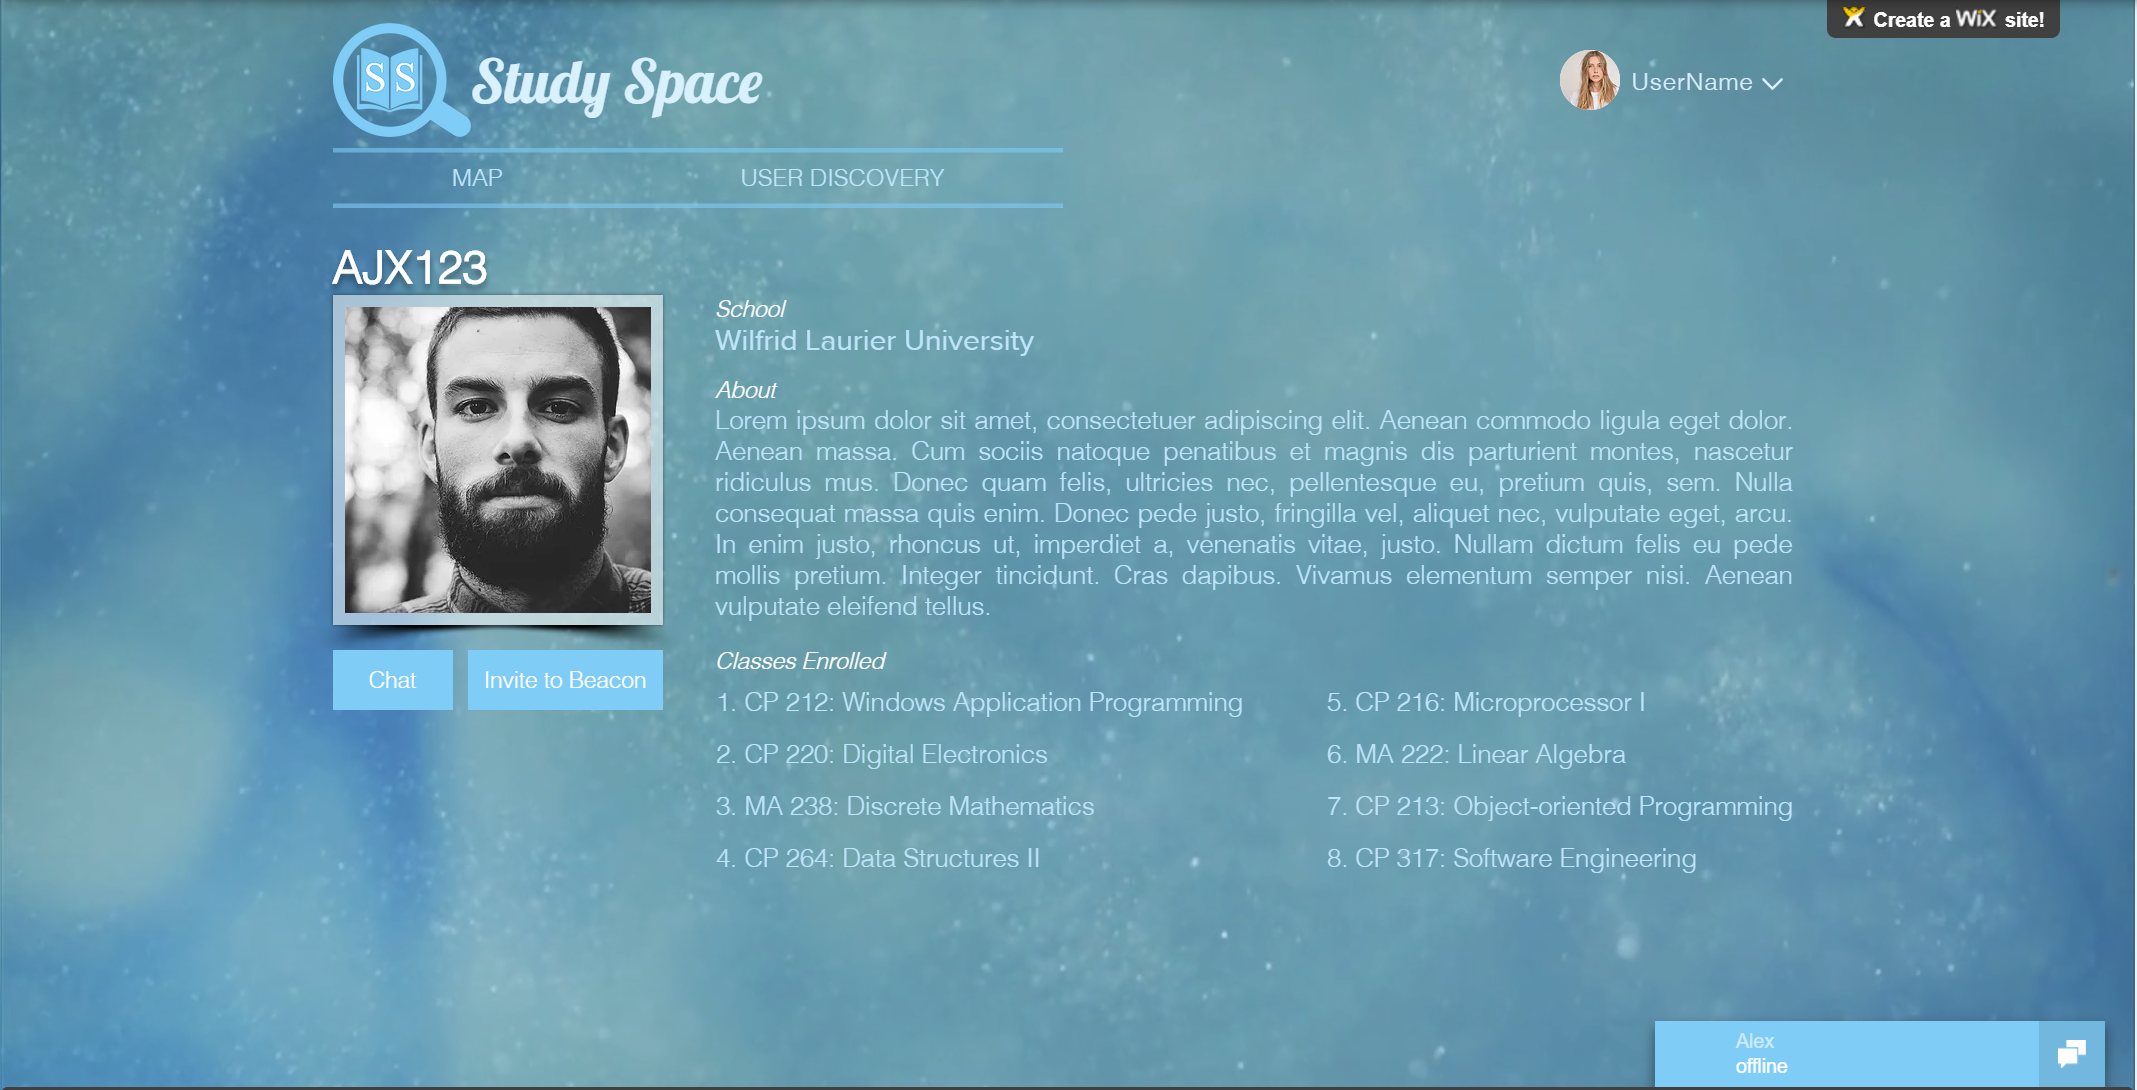 Create a WiX site!
SS Study Space
UserName
MAP USER DISCOVERY
AJX123
School
Wilfrid Laurier University
About
Lorem ipsum dolor sit amet, consectetuer adipiscing elit. Aenean commodo ligula eget dolor.
Aenean massa. Cum sociis natoque penatibus et magnis dis parturient montes, nascetur
ridiculus mus. Donec quam felis, ultricies nec, pellentesque eu, pretium quis, sem. Nulla
consequat massa quis enim. Donec pede justo, fringilla vel, aliquet nec, vulputate eget, arcu.
In enim justo, rhoncus ut, imperdiet a, venenatis vitae, justo. Nullam dictum felis eu pede
mollis pretium. Integer tincidunt. Cras dapibus. Vivamus elementum semper nisi. Aenean
vulputate eleifend tellus.
Chat Invite to Beacon
Classes Enrolled
1. CP 212: Windows Application Programming
2. CP 220: Digital Electronics
3. MA 238: Discrete Mathematics
4. CP 264: Data Structures II
5. CP 216: Microprocessor I
6. MA 222: Linear Algebra
7. CP 213: Object-oriented Programming
8. CP 317: Software Engineering
Alex
offline